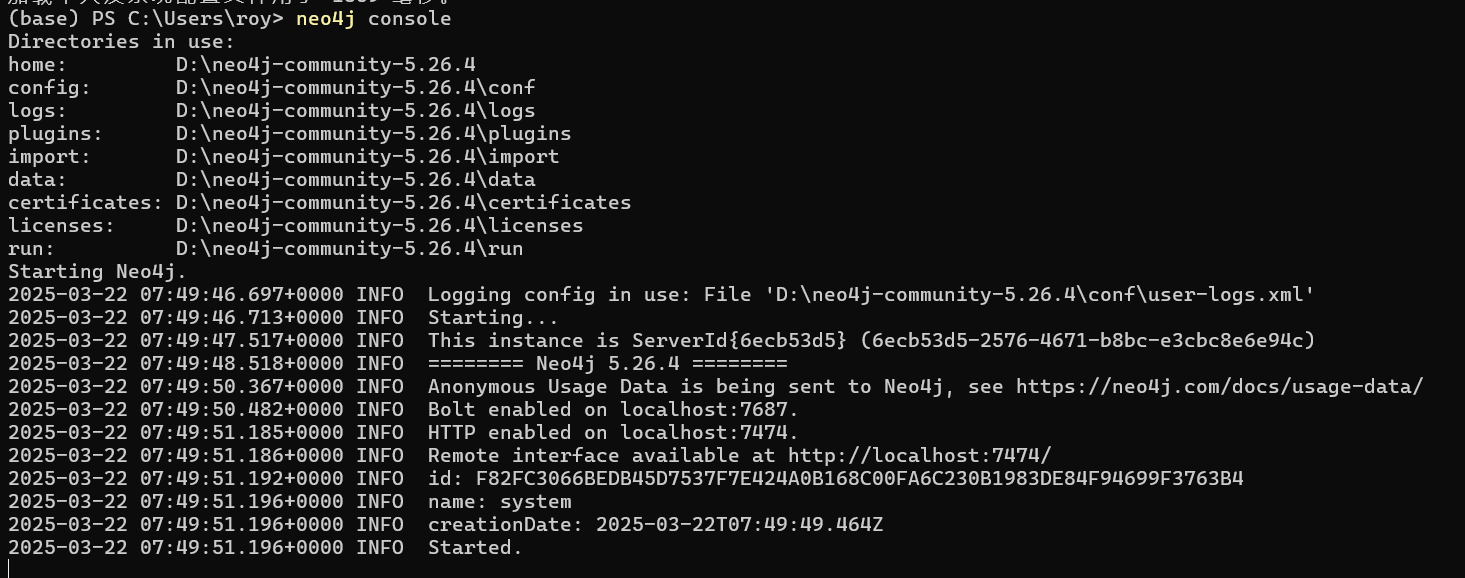 (base) PS C:\Users\roy> neo4j console
Directories in use:
home:         D:\neo4j-community-5.26.4
config:       D:\neo4j-community-5.26.4\conf
logs:         D:\neo4j-community-5.26.4\logs
plugins:      D:\neo4j-community-5.26.4\plugins
import:       D:\neo4j-community-5.26.4\import
data:         D:\neo4j-community-5.26.4\data
certificates: D:\neo4j-community-5.26.4\certificates
licenses:     D:\neo4j-community-5.26.4\licenses
run:          D:\neo4j-community-5.26.4\run
Starting Neo4j.
2025-03-22 07:49:46.697+0000 INFO  Logging config in use: File 'D:\neo4j-community-5.26.4\conf\user-logs.xml'
2025-03-22 07:49:46.713+0000 INFO  Starting...
2025-03-22 07:49:47.517+0000 INFO  This instance is ServerId{6ecb53d5} (6ecb53d5-2576-4671-b8bc-e3cbc8e6e94c)
2025-03-22 07:49:48.518+0000 INFO  ======== Neo4j 5.26.4 ========
2025-03-22 07:49:50.367+0000 INFO  Anonymous Usage Data is being sent to Neo4j, see https://neo4j.com/docs/usage-data/
2025-03-22 07:49:50.482+0000 INFO  Bolt enabled on localhost:7687.
2025-03-22 07:49:51.185+0000 INFO  HTTP enabled on localhost:7474.
2025-03-22 07:49:51.186+0000 INFO  Remote interface available at http://localhost:7474/
2025-03-22 07:49:51.192+0000 INFO  id: F82FC3066BEDB45D7537F7E424A0B168C00FA6C230B1983DE84F94699F3763B4
2025-03-22 07:49:51.196+0000 INFO  name: system
2025-03-22 07:49:51.196+0000 INFO  creationDate: 2025-03-22T07:49:49.464Z
2025-03-22 07:49:51.196+0000 INFO  Started.